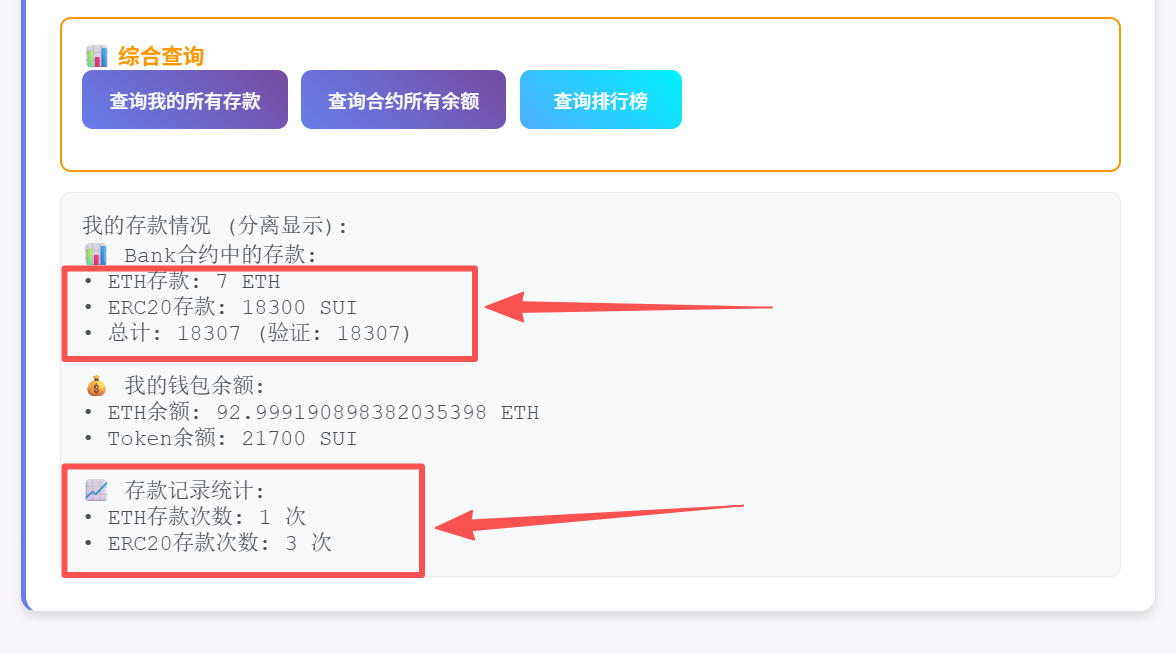 📊 综合查询
查询我的所有存款 查询合约所有余额 查询排行榜
我的存款情况 (分离显示):
📊 Bank合约中的存款:
• ETH存款: 7 ETH
• ERC20存款: 18300 SUI
• 总计: 18307 (验证: 18307)
💰 我的钱包余额:
• ETH余额: 92.999190898382035398 ETH
• Token余额: 21700 SUI
📈 存款记录统计:
• ETH存款次数: 1 次
• ERC20存款次数: 3 次